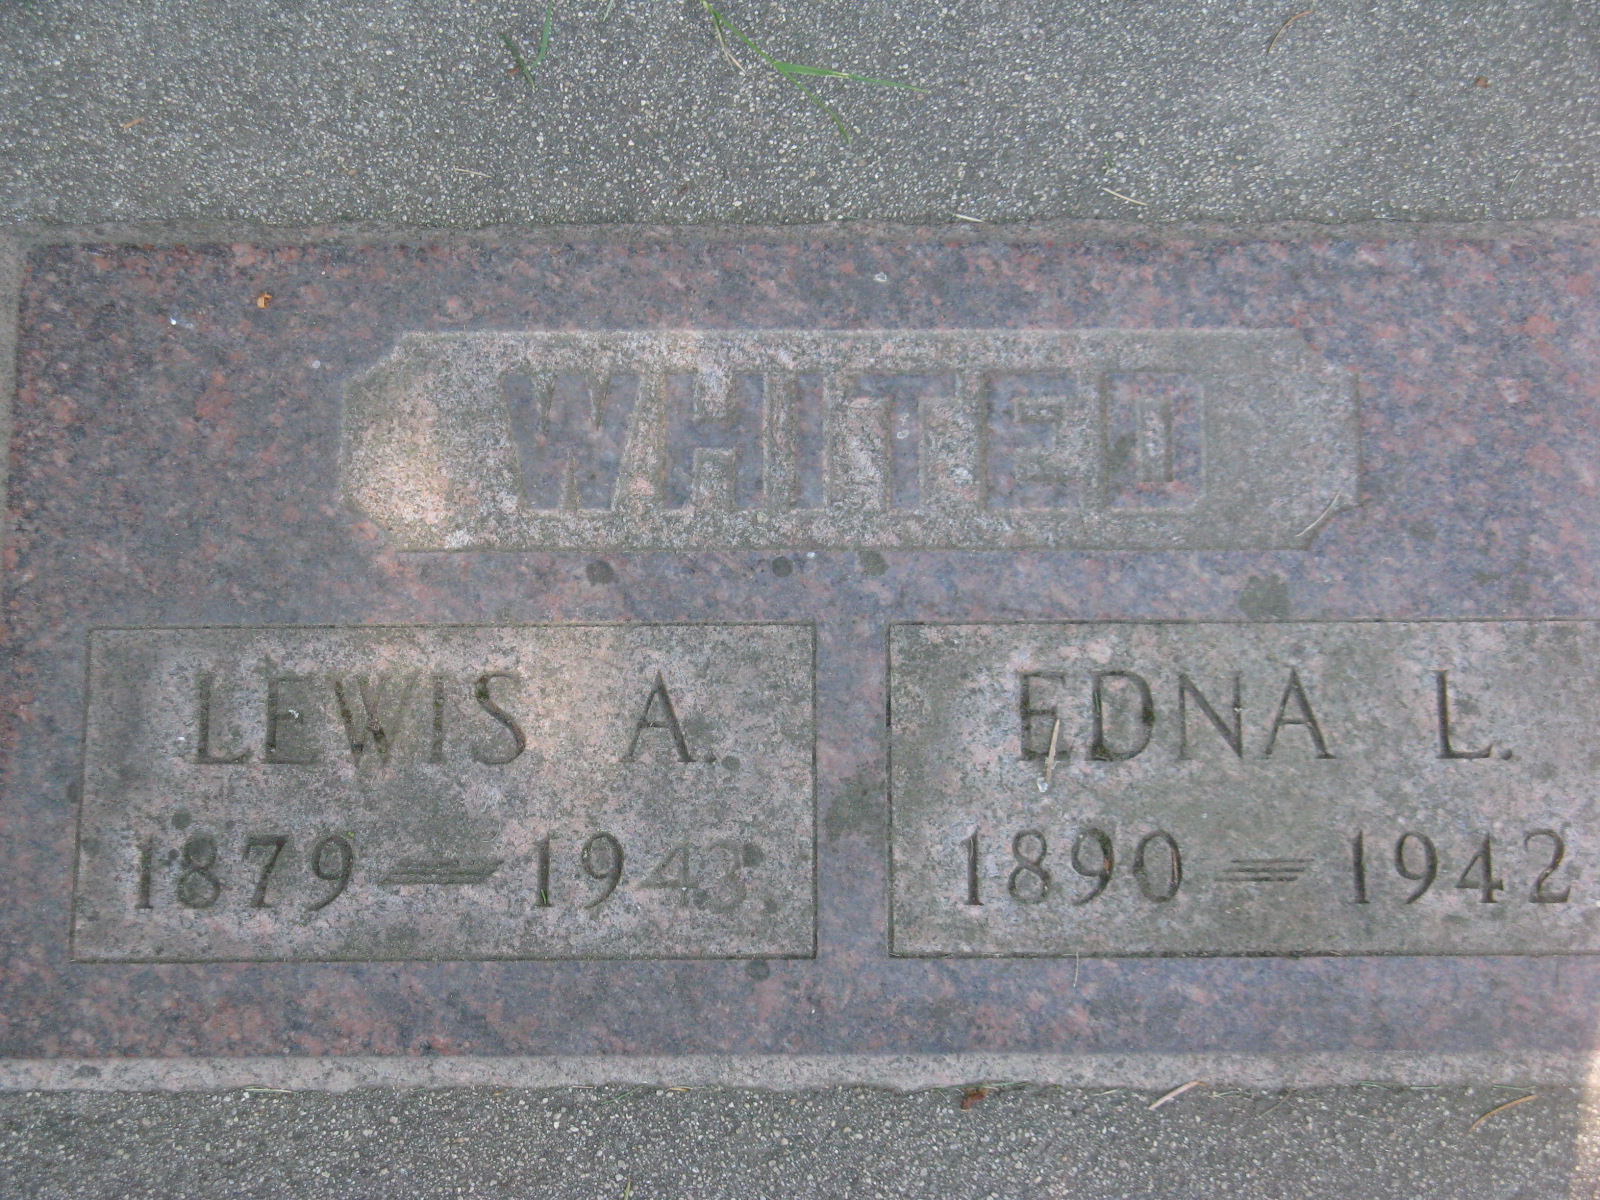 WHITED
LEWIS A. EDNA L.
1879 = 1943 1890 = 1942